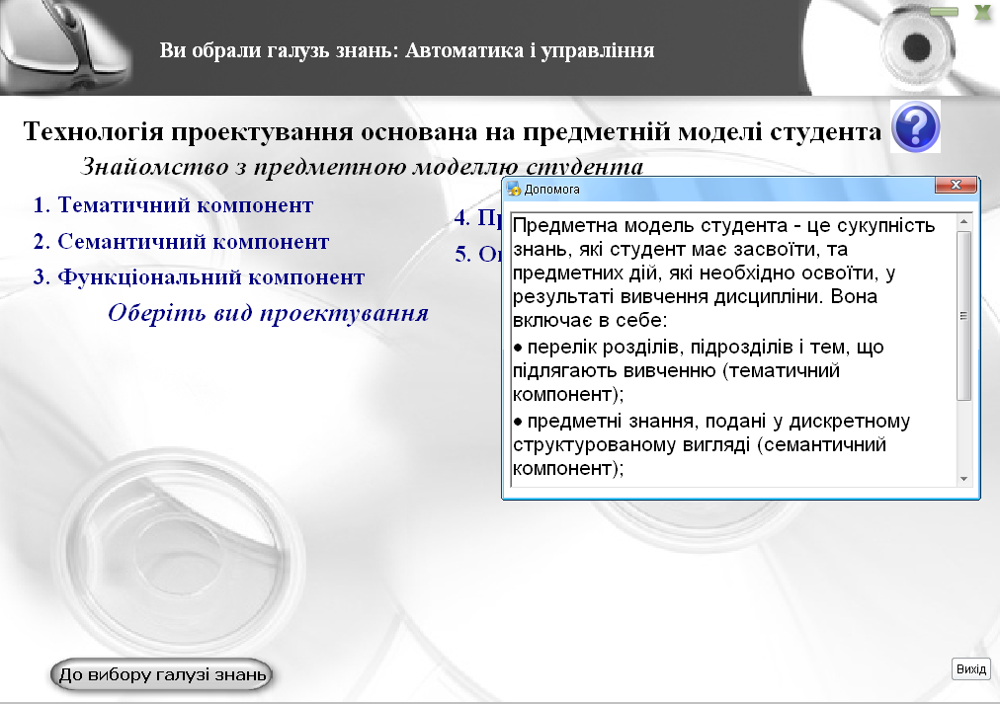 Ви обрали галузь знань: Автоматика і управління
Технологія проектування основана на предметній моделі студента
Знайомство з предметною моделлю студента
1. Тематичний компонент
2. Семантичний компонент
3. Функціональний компонент
4.
5.
Оберіть вид проектування
Допомога
Предметна модель студента - це сукупність
знань, які студент має засвоїти, та
предметних дій, які необхідно освоїти, у
результаті вивчення дисципліни. Вона
включає в себе:
• перелік розділів, підрозділів і тем, що
підлягають вивченню (тематичний
компонент);
• предметні знання, подані у дискретному
структурованому вигляді (семантичний
компонент);
До вибору галузі знань
Вихід